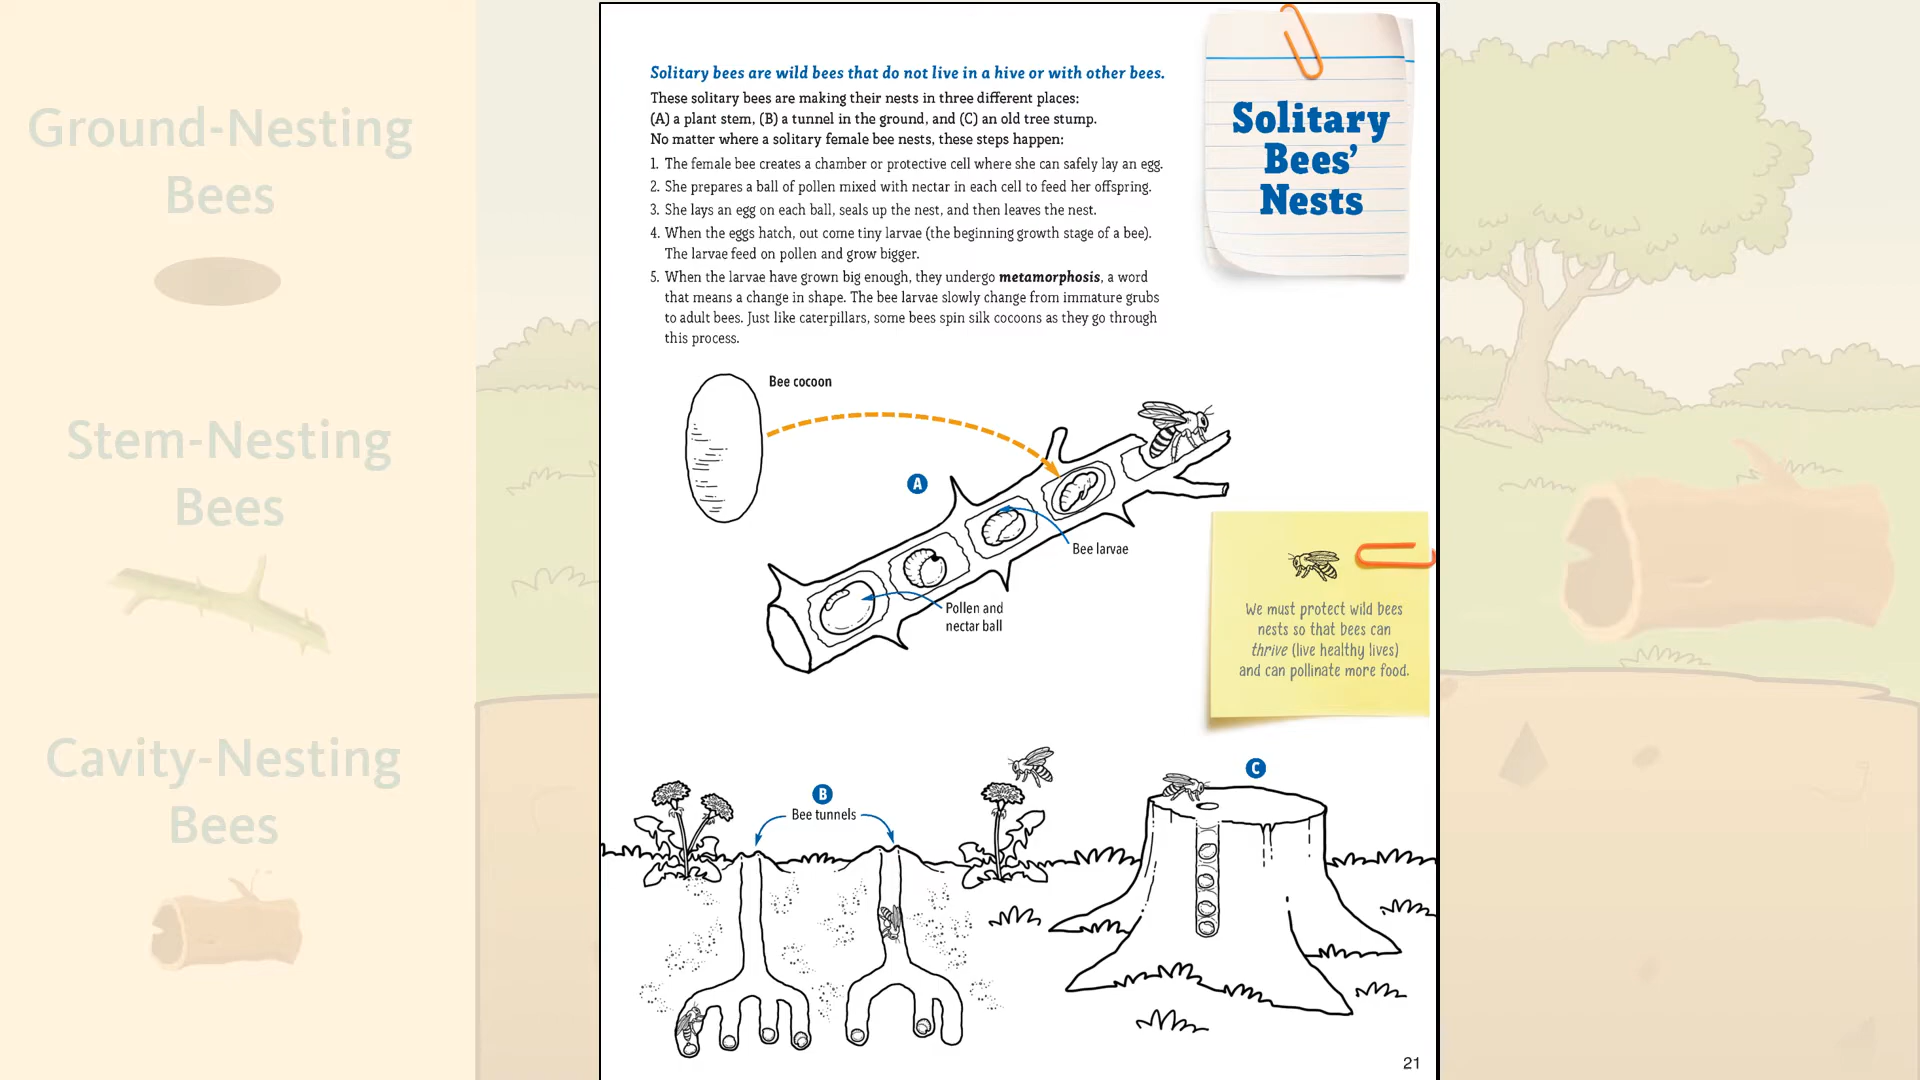 Ground-Nesting
Bees
Stem-Nesting
Bees
Cavity-Nesting
Bees
Solitary bees are wild bees that do not live in a hive or with other bees.
These solitary bees are making their nests in three different places:
(A) a plant stem, (B) a tunnel in the ground, and (C) an old tree stump.
No matter where a solitary female bee nests, these steps happen:
1. The female bee creates a chamber or protective cell where she can safely lay an egg.
2. She prepares a ball of pollen mixed with nectar in each cell to feed her offspring.
3. She lays an egg on each ball, seals up the nest, and then leaves the nest.
4. When the eggs hatch, out come tiny larvae (the beginning growth stage of a bee).
The larvae feed on pollen and grow bigger.
5. When the larvae have grown big enough, they undergo metamorphosis, a word
that means a change in shape. The bee larvae slowly change from immature grubs
to adult bees. Just like caterpillars, some bees spin silk cocoons as they go through
this process.
Solitary
Bees'
Nests
Bee cocoon
A
Bee larvae
Pollen and
nectar ball
We must protect wild bees
nests so that bees can
thrive (live healthy lives)
and can pollinate more food.
B
Bee tunnels
C
21